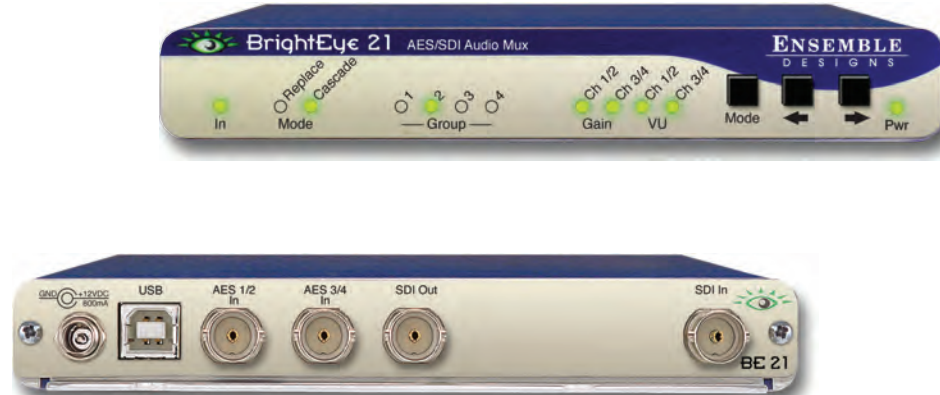 BrightEye 21 AES/SDI Audio Mux
ENSEMBLE
DESIGNS
Replace Cascade
1 2 3 4
Ch 1/2 Ch 3/4 Ch 1/2 Ch 3/4
In Mode Group Gain VU Mode Pwr
GND +12VDC
800mA
USB AES 1/2 In AES 3/4 In SDI Out SDI In
BE 21